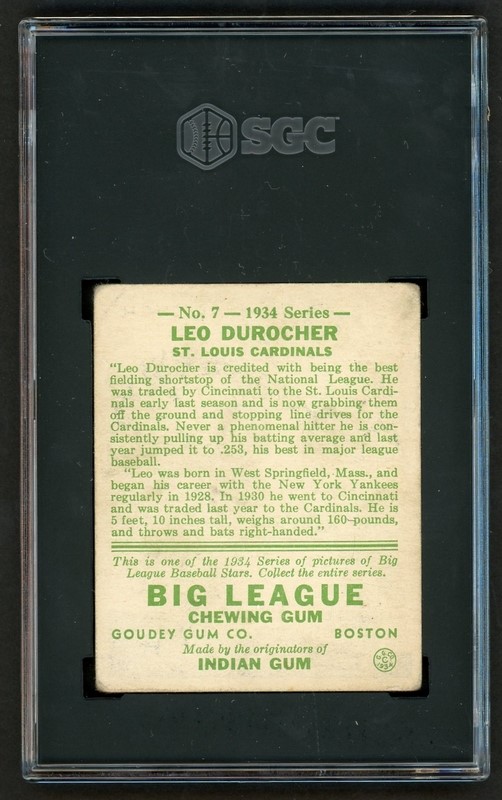 SGC
— No. 7 — 1934 Series —
LEO DUROCHER
ST. LOUIS CARDINALS
"Leo Durocher is credited with being the best
fielding shortstop of the National League. He
was traded by Cincinnati to the St. Louis Cardi-
nals early last season and is now grabbing them
off the ground and stopping line drives for the
Cardinals. Never a phenomenal hitter he is con-
sistently pulling up his batting average and last
year jumped it to .253, his best in major league
baseball.
"Leo was born in West Springfield, Mass., and
began his career with the New York Yankees
regularly in 1928. In 1930 he went to Cincinnati
and was traded last year to the Cardinals. He is
5 feet, 10 inches tall, weighs around 160 pounds,
and throws and bats right-handed."
This is one of the 1934 Series of pictures of Big
League Baseball Stars. Collect the entire series.
BIG LEAGUE
CHEWING GUM
GOUDEY GUM CO. BOSTON
Made by the originators of
INDIAN GUM